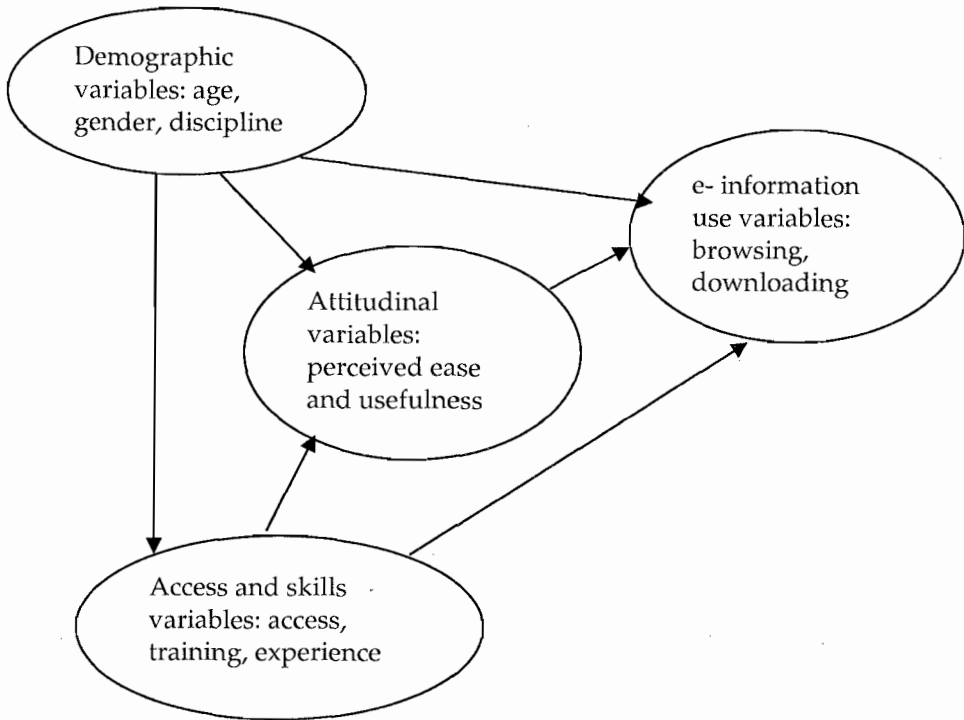 Demographic
variables: age,
gender, discipline
e- information
use variables:
browsing,
downloading
Attitudinal
variables:
perceived ease
and usefulness
Access and skills
variables: access,
training, experience